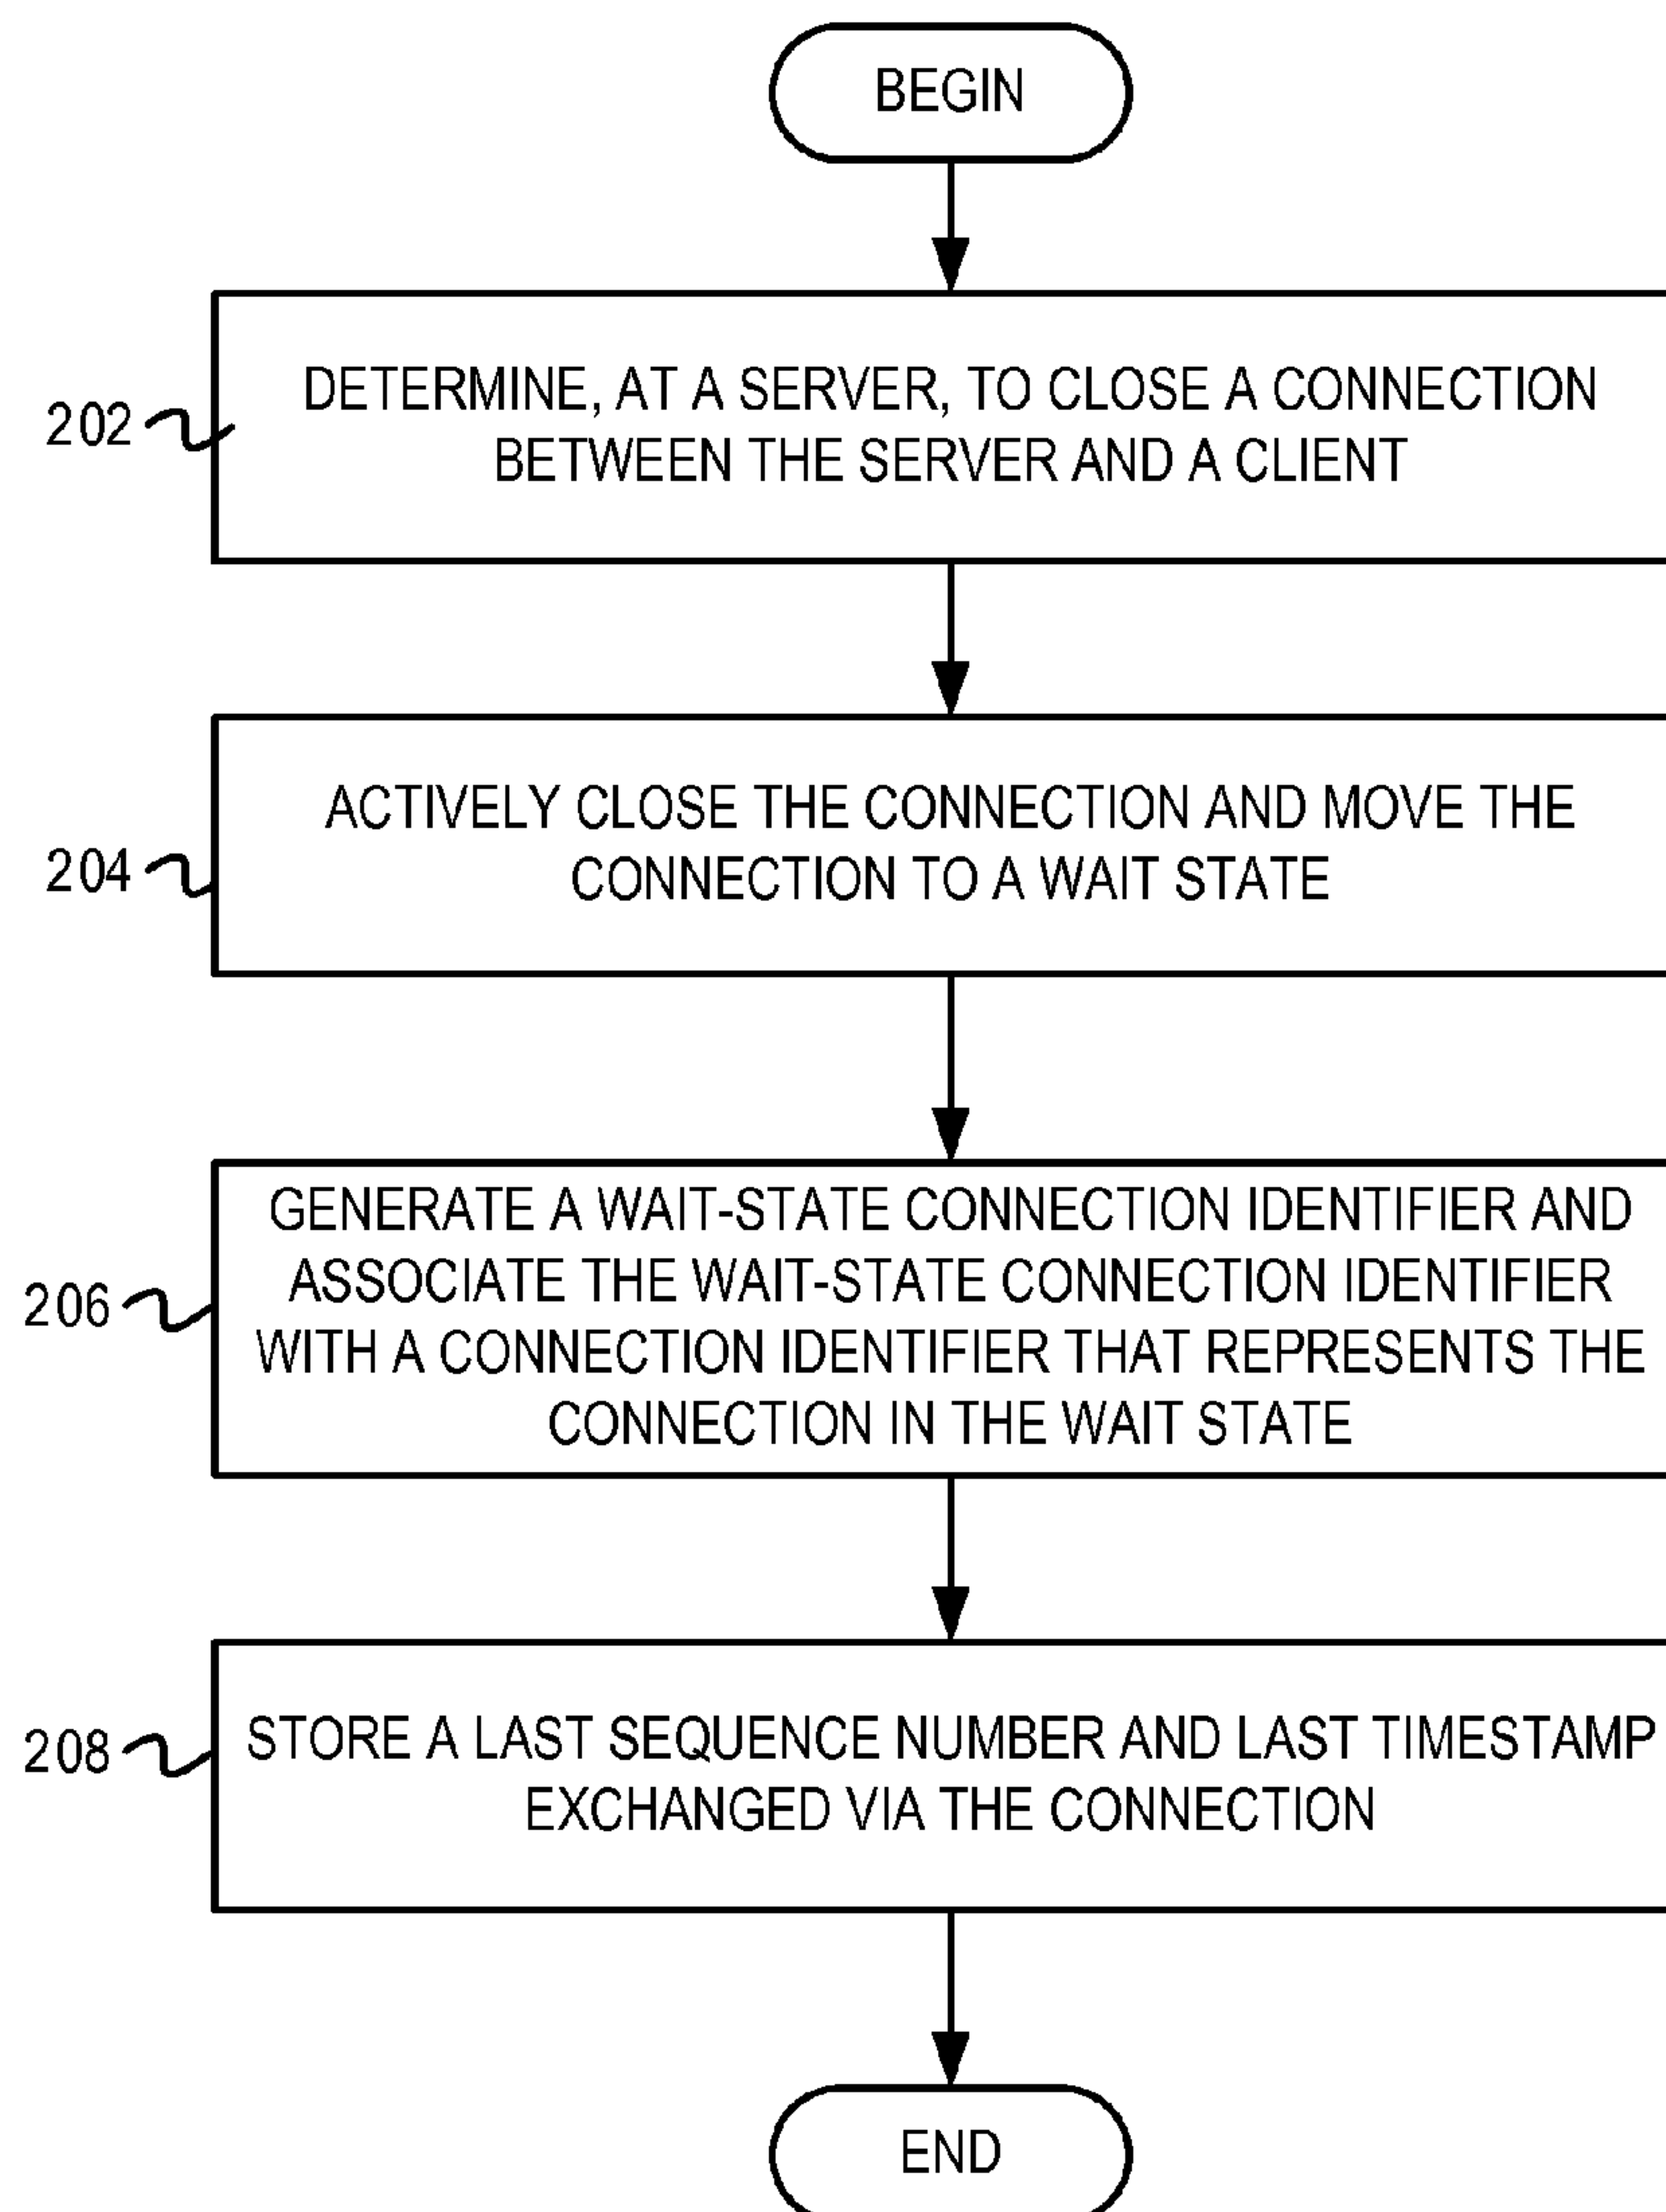 BEGIN
DETERMINE, AT A SERVER, TO CLOSE A CONNECTION
BETWEEN THE SERVER AND A CLIENT
202
ACTIVELY CLOSE THE CONNECTION AND MOVE THE
CONNECTION TO A WAIT STATE
204
GENERATE A WAIT-STATE CONNECTION IDENTIFIER AND
ASSOCIATE THE WAIT-STATE CONNECTION IDENTIFIER
WITH A CONNECTION IDENTIFIER THAT REPRESENTS THE
CONNECTION IN THE WAIT STATE
206
STORE A LAST SEQUENCE NUMBER AND LAST TIMESTAMP
EXCHANGED VIA THE CONNECTION
208
END